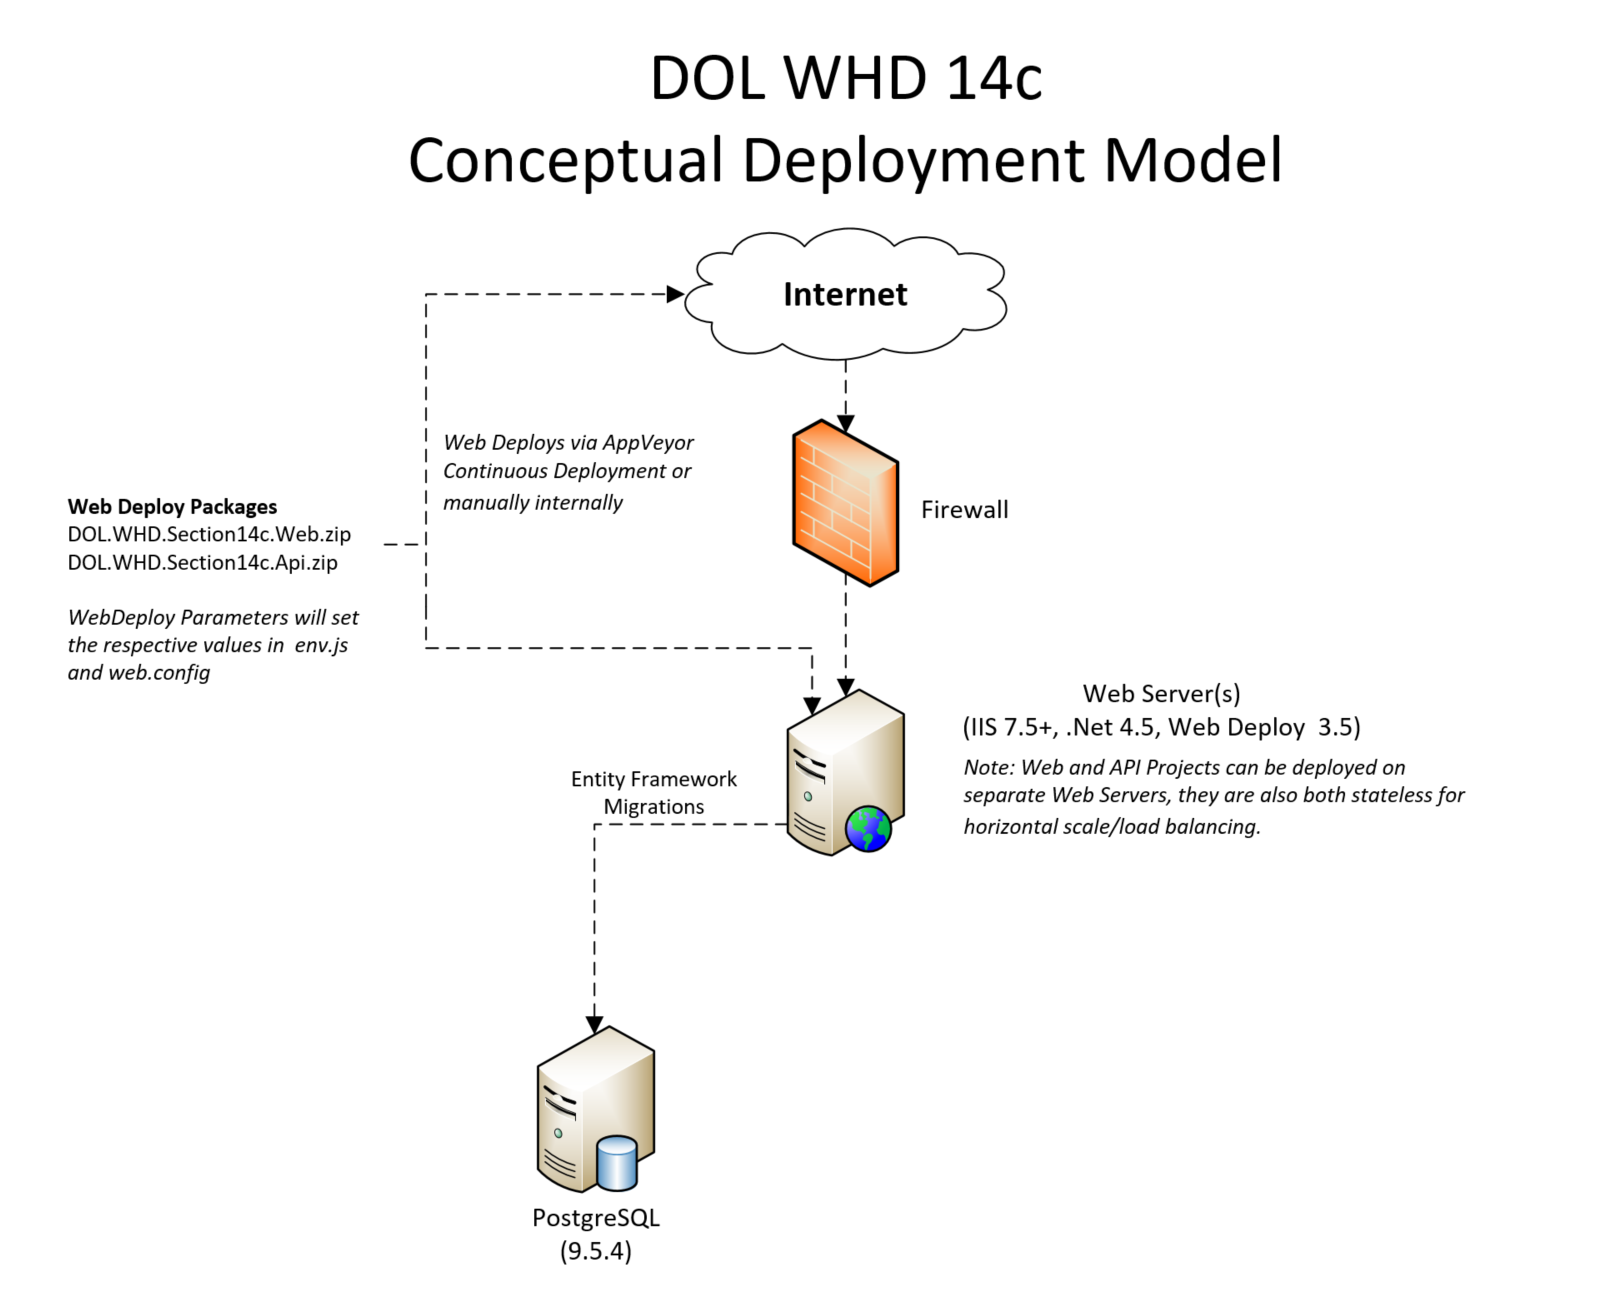 DOL WHD 14c
Conceptual Deployment Model
Internet
Web Deploys via AppVeyor
Continuous Deployment or
manually internally
Firewall
Web Deploy Packages
DOL.WHD.Section14c.Web.zip
DOL.WHD.Section14c.Api.zip
WebDeploy Parameters will set
the respective values in  env.js
and web.config
Web Server(s)
(IIS 7.5+, .Net 4.5, Web Deploy  3.5)
Note: Web and API Projects can be deployed on
separate Web Servers, they are also both stateless for
horizontal scale/load balancing.
Entity Framework
Migrations
PostgreSQL
(9.5.4)